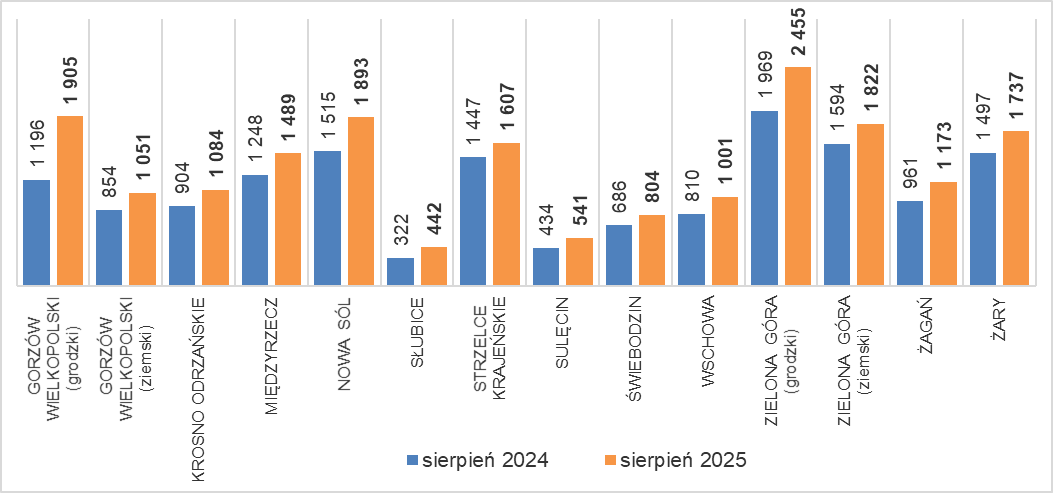 1 196
1 905
854
1 051
904
1 084
1 248
1 489
1 515
1 893
322
442
1 447
1 607
434
541
686
804
810
1 001
1 969
2 455
1 594
1 822
961
1 173
1 497
1 737
GORZÓW
WIELKOPOLSKI
(grodzki)
GORZÓW
WIELKOPOLSKI
(ziemski)
KROSNO ODRZAŃSKIE
MIĘDZYRZECZ
NOWA SÓL
SŁUBICE
STRZELCE
KRAJEŃSKIE
SULĘCIN
ŚWIEBODZIN
WSCHOWA
ZIELONA GÓRA
(grodzki)
ZIELONA GÓRA
(ziemski)
ŻAGAŃ
ŻARY
sierpień 2024
sierpień 2025